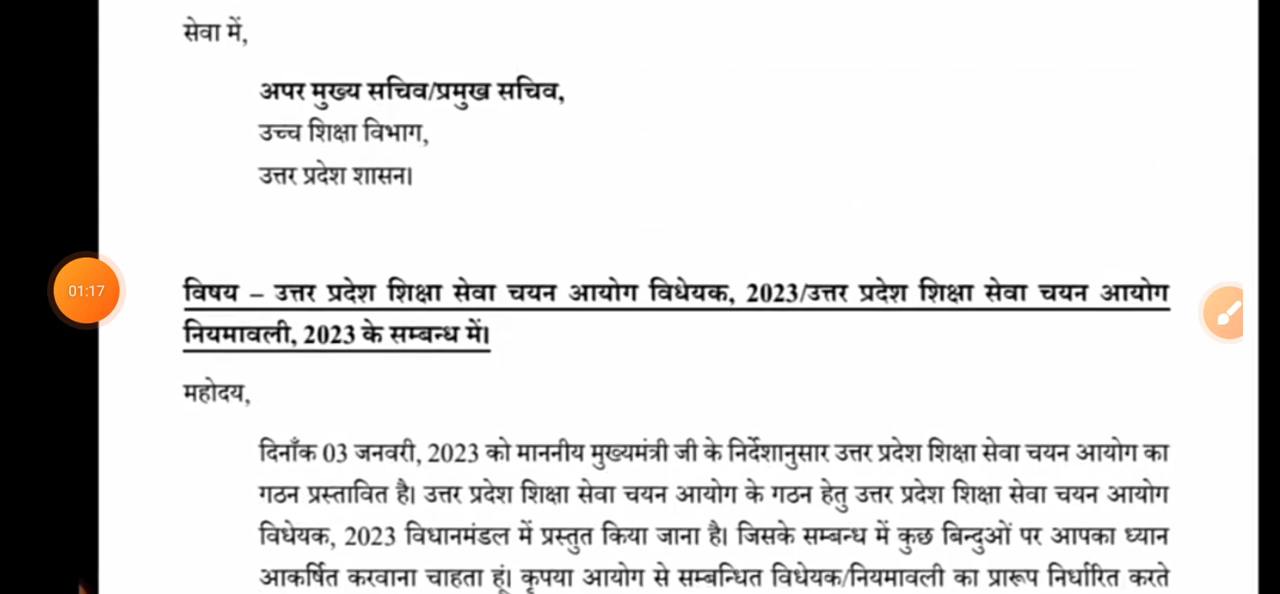 सेवा में,
अपर मुख्य सचिव/प्रमुख सचिव,
उच्च शिक्षा विभाग,
उत्तर प्रदेश शासन।
01:17
विषय – उत्तर प्रदेश शिक्षा सेवा चयन आयोग विधेयक, 2023/उत्तर प्रदेश शिक्षा सेवा चयन आयोग
नियमावली, 2023 के सम्बन्ध में।
महोदय,
दिनाँक 03 जनवरी, 2023 को माननीय मुख्यमंत्री जी के निर्देशानुसार उत्तर प्रदेश शिक्षा सेवा चयन आयोग का
गठन प्रस्तावित है। उत्तर प्रदेश शिक्षा सेवा चयन आयोग के गठन हेतु उत्तर प्रदेश शिक्षा सेवा चयन आयोग
विधेयक, 2023 विधानमंडल में प्रस्तुत किया जाना है। जिसके सम्बन्ध में कुछ बिन्दुओं पर आपका ध्यान
आकर्षित करवाना चाहता हूं। कृपया आयोग से सम्बन्धित विधेयक/नियमावली का प्रारूप निर्धारित करते